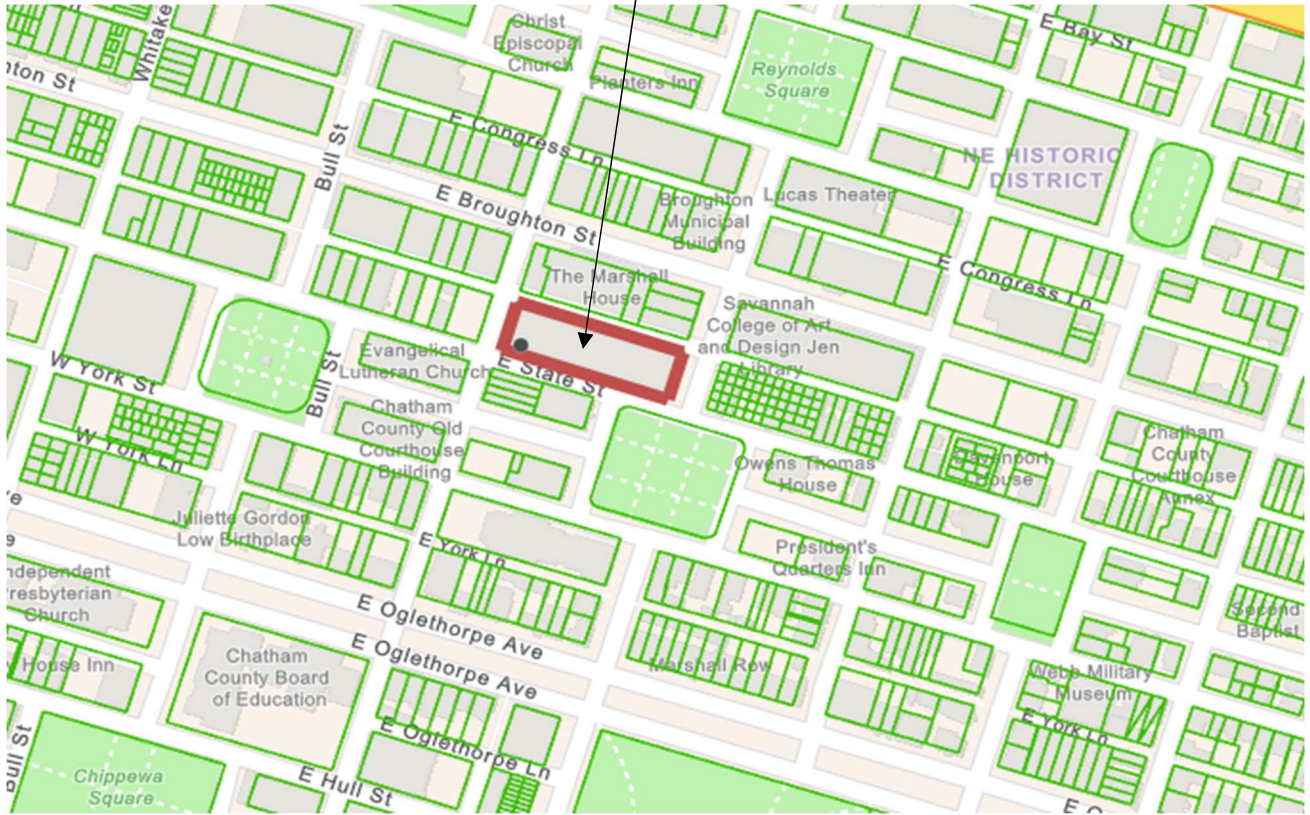 Christ
Episcopal
Church
E Bay St
Whitake
Planters Inn
Reynolds
Square
nton St
E Congress Ln
Bull St
NE HISTORIC
DISTRICT
E Broughton St
Broughton
Municipal
Building
Lucas Theater
E Congress Ln
The Marshall
House
Savannah
College of Art
and Design Jen
Library
Evangelical
Lutheran Church
E State St
W York St
Bull St
Chatham
County Old
Courthouse
Building
W York Ln
Owens Thomas
House
Davenport
House
Chatham
County
Courthouse
Annex
Juliette Gordon
Low Birthplace
E York Ln
President's
Quarters Inn
ndependent
resbyterian
Church
E Oglethorpe Ave
E Oglethorpe Ave
Second
Baptist
House Inn
Chatham
County Board
of Education
Marshall Row
Webb Military
Museum
E York Ln
E Oglethorpe Ln
Bull St
Chippewa
Square
E Hull St
E O